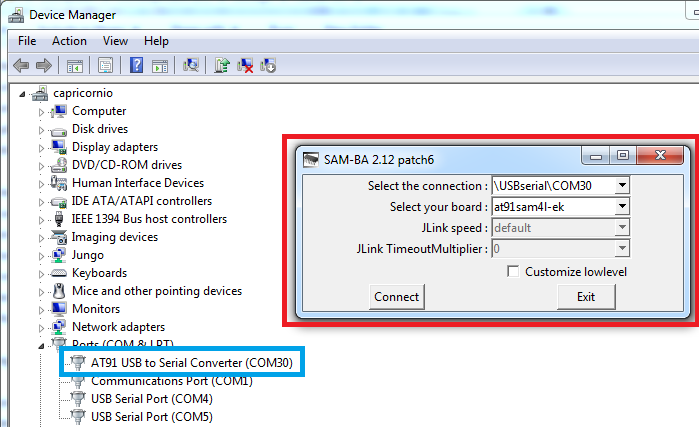 Device Manager
File Action View Help
capricornio
Computer
Disk drives
Display adapters
DVD/CD-ROM drives
Human Interface Devices
IDE ATA/ATAPI controllers
IEEE 1394 Bus host controllers
Imaging devices
Jungo
Keyboards
Mice and other pointing devices
Monitors
Network adapters
Ports (COM & LPT)
AT91 USB to Serial Converter (COM30)
Communications Port (COM1)
USB Serial Port (COM4)
USB Serial Port (COM5)
SAM-BA 2.12 patch6
Select the connection : \USBserial\COM30
Select your board : at91sam4l-ek
JLink speed : default
JLink TimeoutMultiplier : 0
Customize lowlevel
Connect Exit